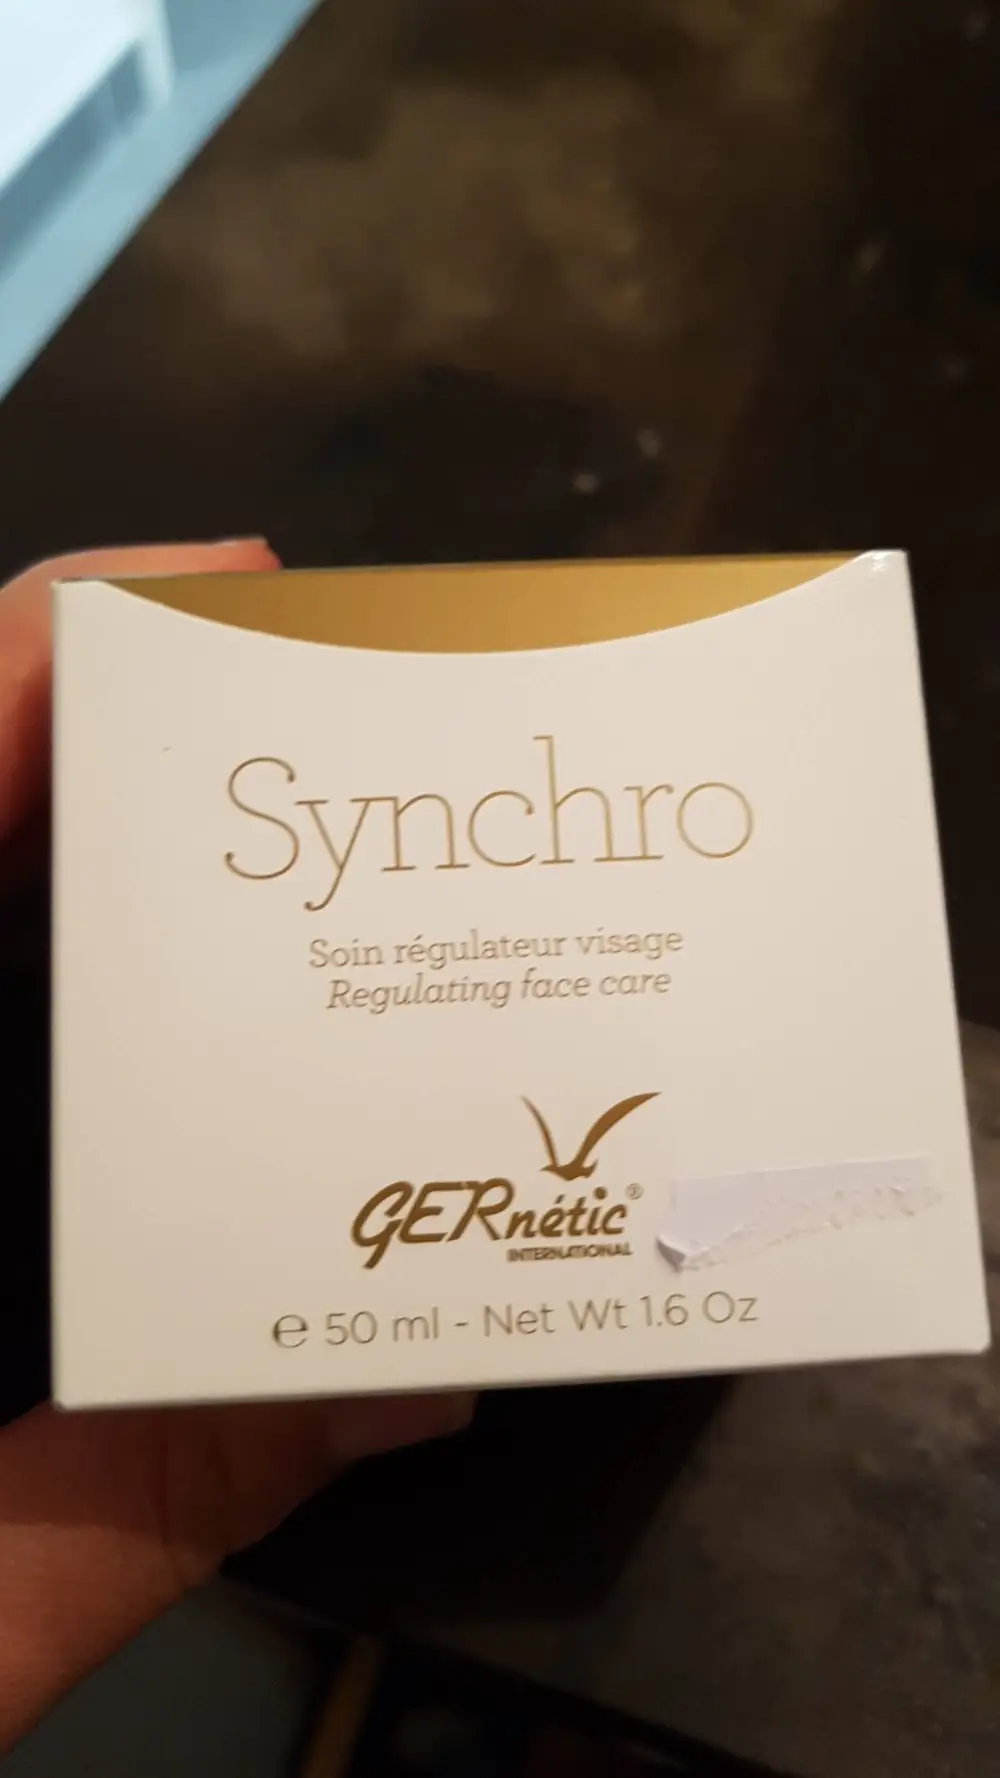 Synchro
Soin régulateur visage
Regulating face care
GERnétic®
INTERNATIONAL
℮ 50 ml - Net Wt 1.6 Oz